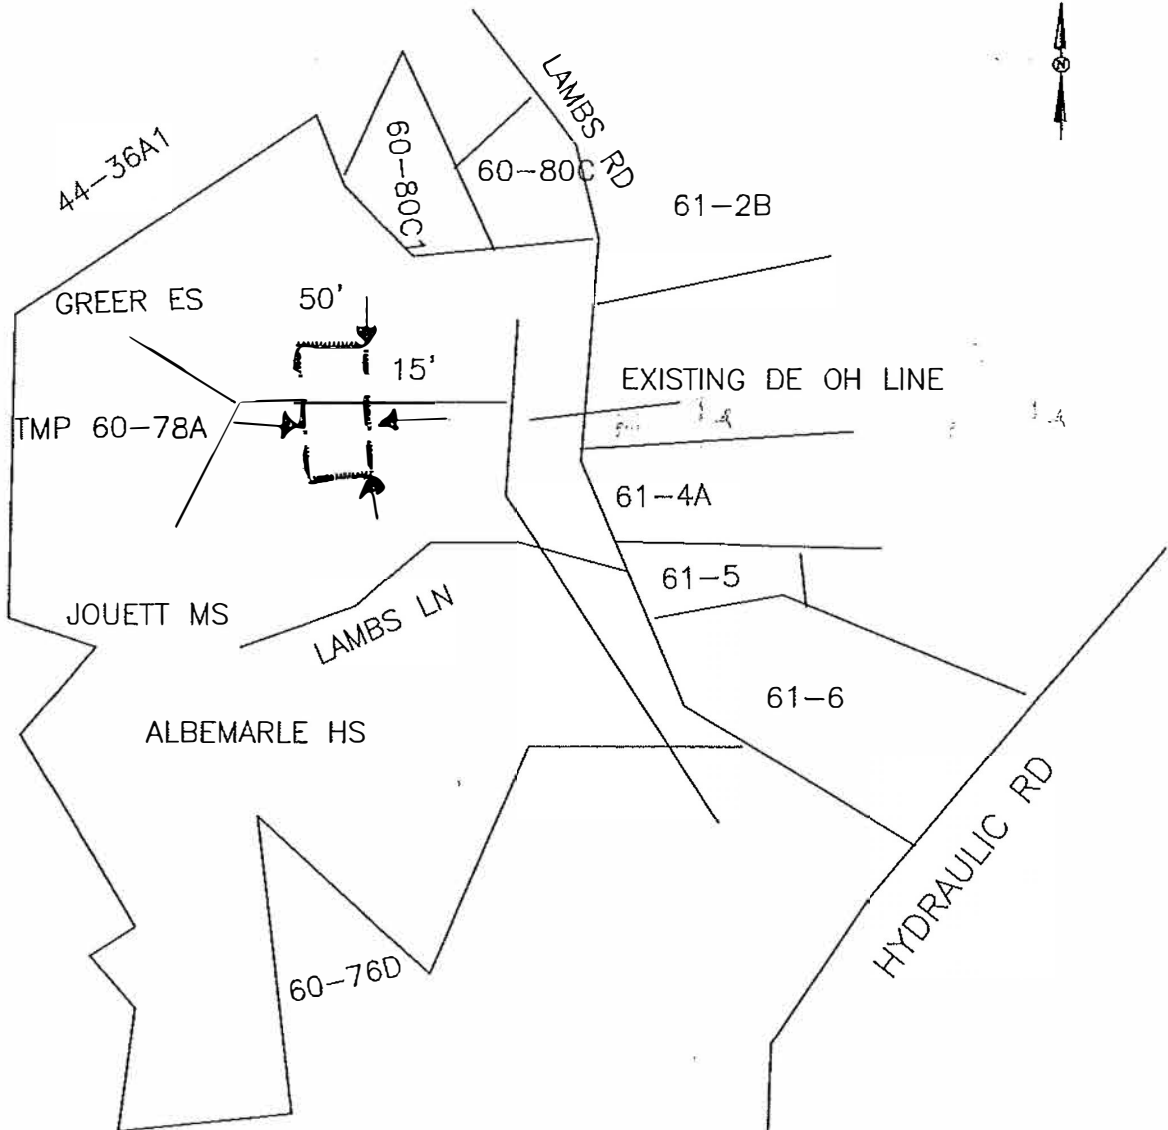 LAMBS RD
N
44-36A1
60-80C1
60-80C
61-2B
GREER ES
50'
15'
EXISTING DE OH LINE
TMP 60-78A
61-4A
61-5
JOUETT MS
LAMBS LN
61-6
ALBEMARLE HS
HYDRAULIC RD
60-76D